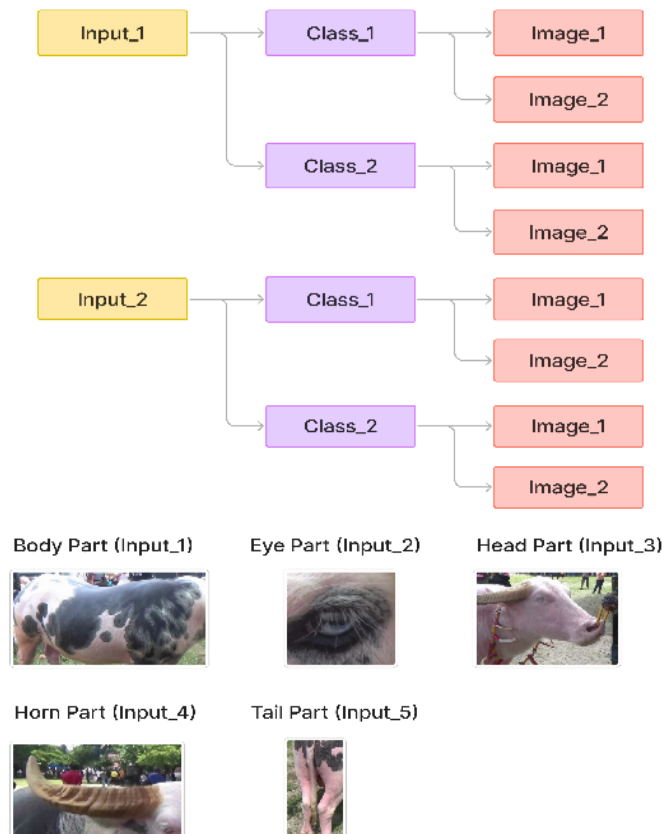 Input_1 Class_1 Image_1
Image_2
Class_2 Image_1
Image_2
Input_2 Class_1 Image_1
Image_2
Class_2 Image_1
Image_2
Body Part (Input_1) Eye Part (Input_2) Head Part (Input_3)
Horn Part (Input_4) Tail Part (Input_5)